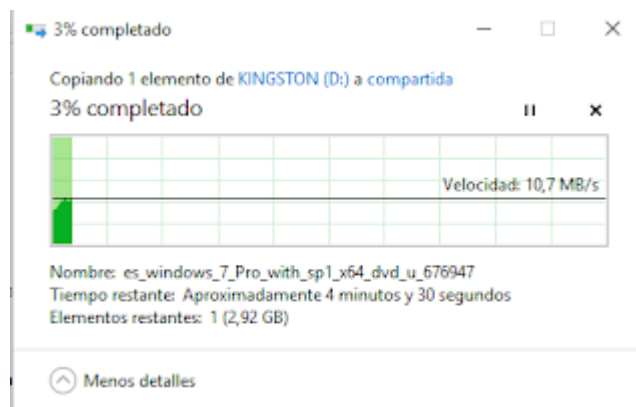 3% completado
Copiando 1 elemento de KINGSTON (D:) a compartida
3% completado
Velocidad: 10,7 MB/s
Nombre: es_windows_7_Pro_with_sp1_x64_dvd_u_676947
Tiempo restante: Aproximadamente 4 minutos y 30 segundos
Elementos restantes: 1 (2,92 GB)
Menos detalles